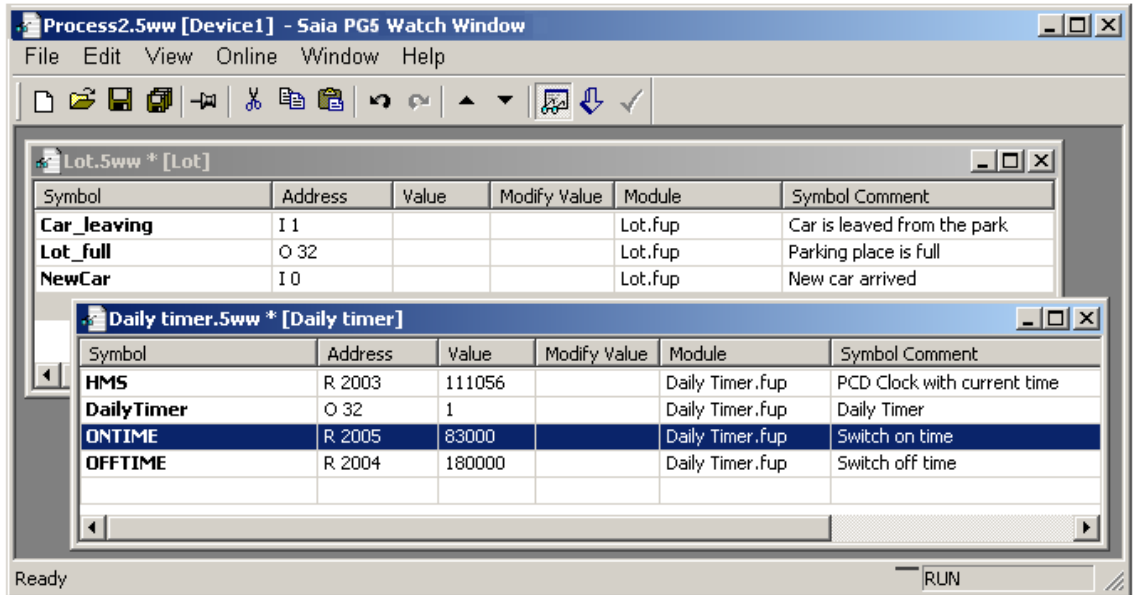 Process2.5ww [Device1] - Saia PG5 Watch Window
File Edit View Online Window Help
Lot.5ww * [Lot]
Symbol Address Value Modify Value Module Symbol Comment
Car_leaving I 1 Lot.fup Car is leaved from the park
Lot_full O 32 Lot.fup Parking place is full
NewCar I 0 Lot.fup New car arrived
Daily timer.5ww * [Daily timer]
Symbol Address Value Modify Value Module Symbol Comment
HMS R 2003 111056 Daily Timer.fup PCD Clock with current time
DailyTimer O 32 1 Daily Timer.fup Daily Timer
ONTIME R 2005 83000 Daily Timer.fup Switch on time
OFFTIME R 2004 180000 Daily Timer.fup Switch off time
Ready RUN